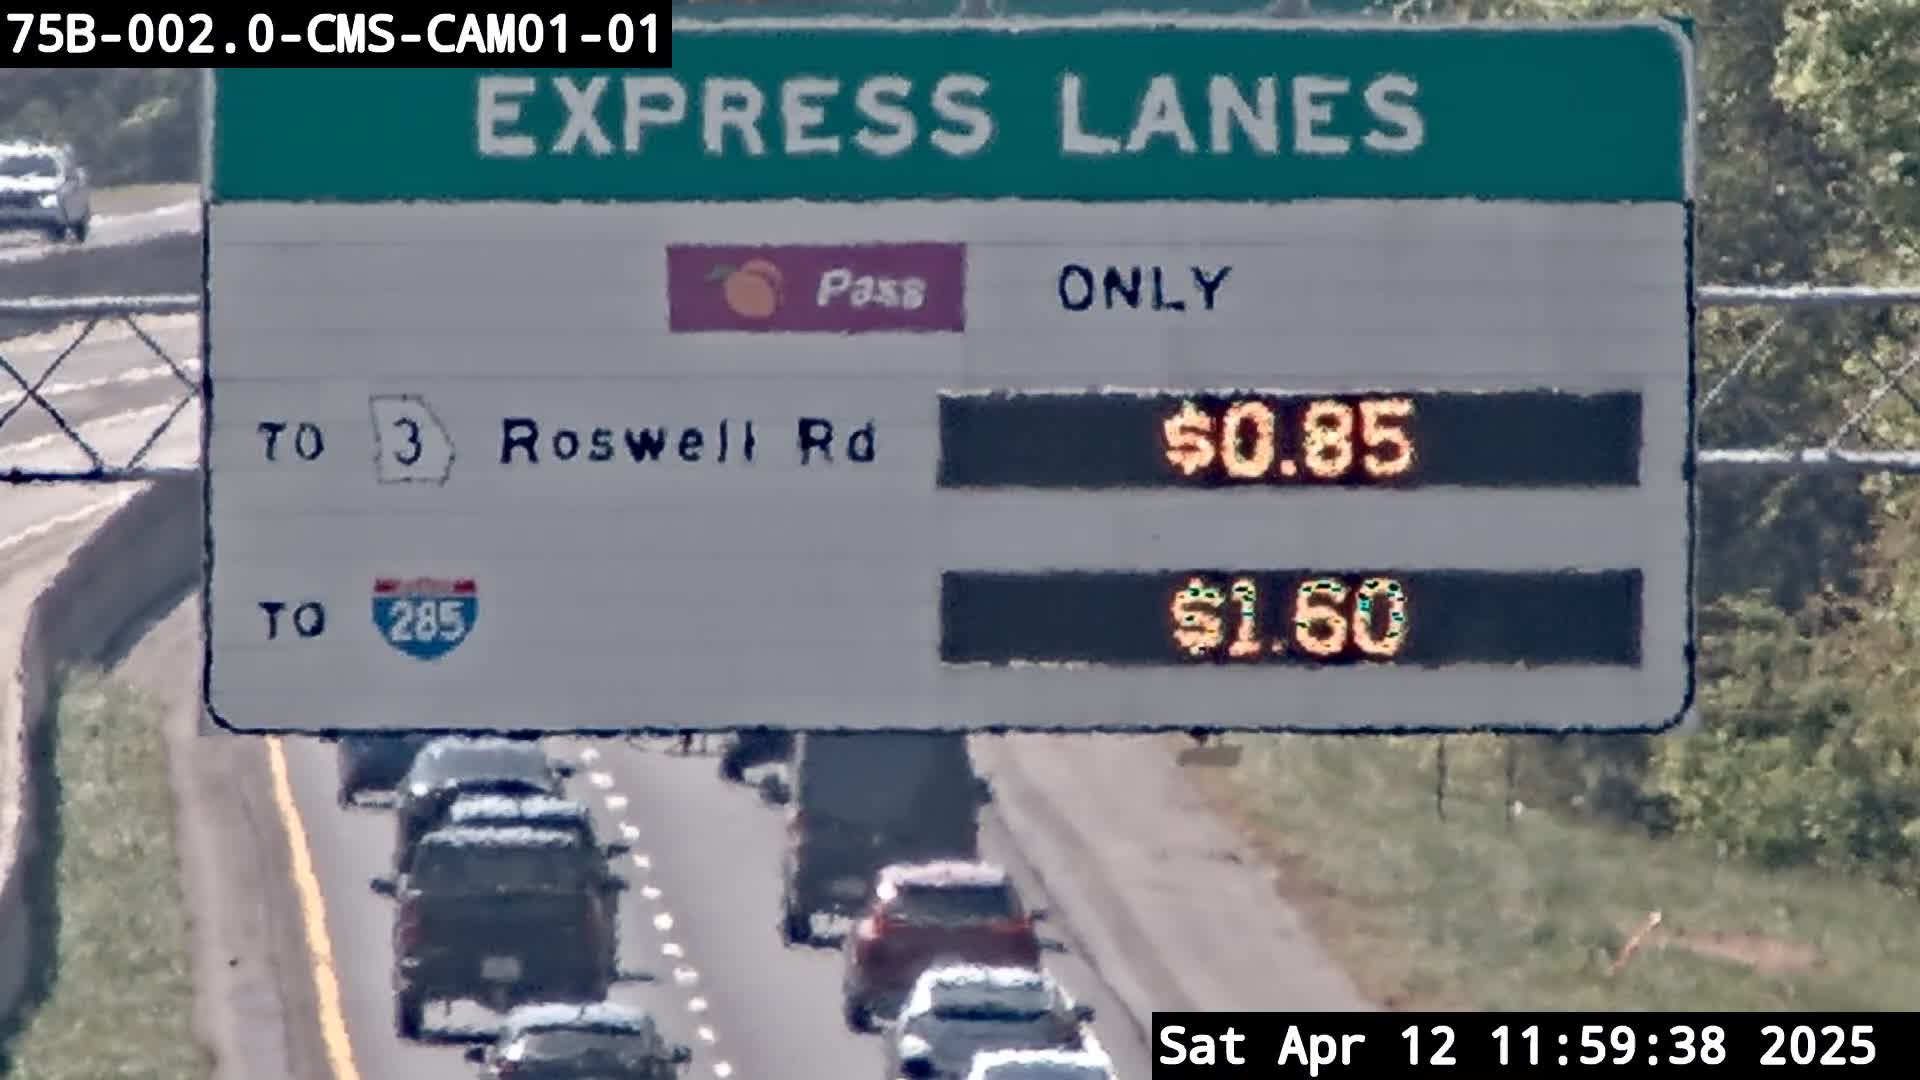 75B-002.0-CMS-CAM01-01
EXPRESS LANES
Pass ONLY
TO 3 Roswell Rd $0.85
TO 285 $1.60
Sat Apr 12 11:59:38 2025